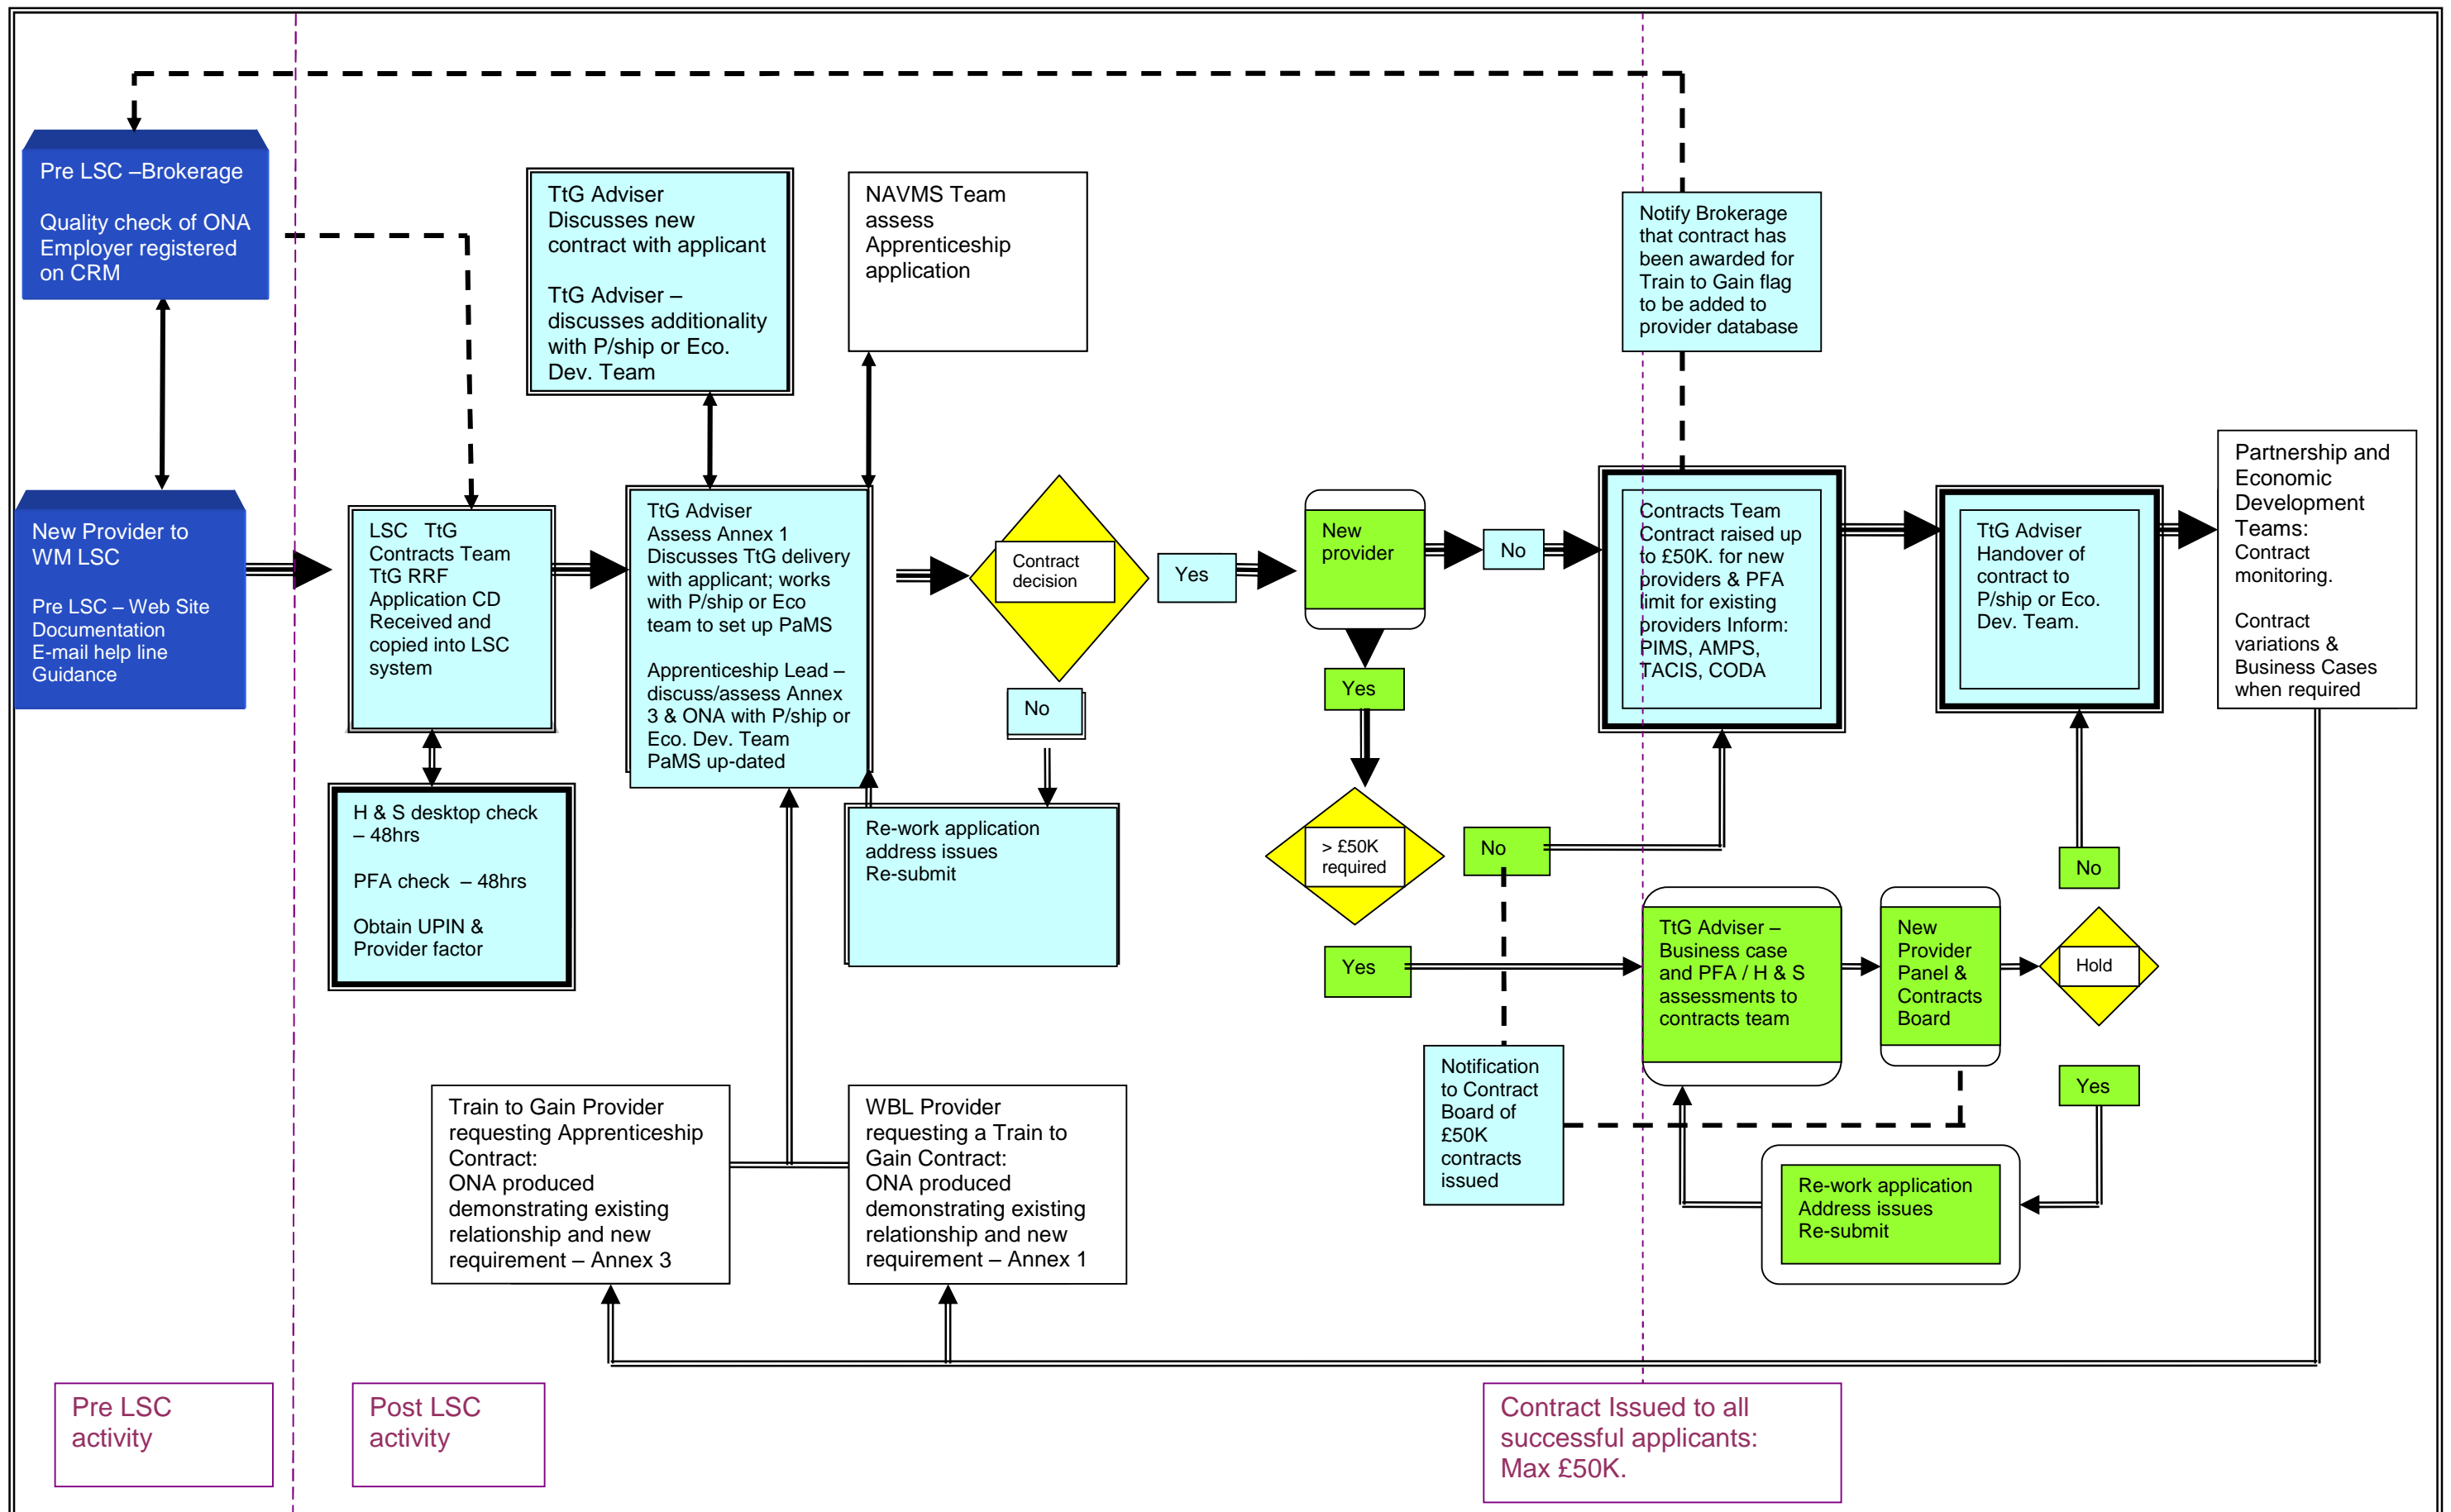 Pre LSC –Brokerage
Quality check of ONA
Employer registered
on CRM
New Provider to
WM LSC
Pre LSC – Web Site
Documentation
E-mail help line
Guidance
LSC TtG
Contracts Team
TtG RRF
Application CD
Received and
copied into LSC
system
H & S desktop check
– 48hrs
PFA check – 48hrs
Obtain UPIN &
Provider factor
TtG Adviser
Discusses new
contract with applicant
TtG Adviser –
discusses additionality
with P/ship or Eco.
Dev. Team
NAVMS Team
assess
Apprenticeship
application
TtG Adviser
Assess Annex 1
Discusses TtG delivery
with applicant; works
with P/ship or Eco
team to set up PaMS
Apprenticeship Lead –
discuss/assess Annex
3 & ONA with P/ship or
Eco. Dev. Team
PaMS up-dated
Contract
decision
No
Re-work application
address issues
Re-submit
Yes
New
provider
No
Yes
> £50K
required
No
Yes
Notify Brokerage
that contract has
been awarded for
Train to Gain flag
to be added to
provider database
Contracts Team
Contract raised up
to £50K. for new
providers & PFA
limit for existing
providers Inform:
PIMS, AMPS,
TACIS, CODA
TtG Adviser
Handover of
contract to
P/ship or Eco.
Dev. Team.
Partnership and
Economic
Development
Teams:
Contract
monitoring.
Contract
variations &
Business Cases
when required
TtG Adviser –
Business case
and PFA / H & S
assessments to
contracts team
New
Provider
Panel &
Contracts
Board
No
Hold
Yes
Notification
to Contract
Board of
£50K
contracts
issued
Re-work application
Address issues
Re-submit
Train to Gain Provider
requesting Apprenticeship
Contract:
ONA produced
demonstrating existing
relationship and new
requirement – Annex 3
WBL Provider
requesting a Train to
Gain Contract:
ONA produced
demonstrating existing
relationship and new
requirement – Annex 1
Pre LSC
activity
Post LSC
activity
Contract Issued to all
successful applicants:
Max £50K.